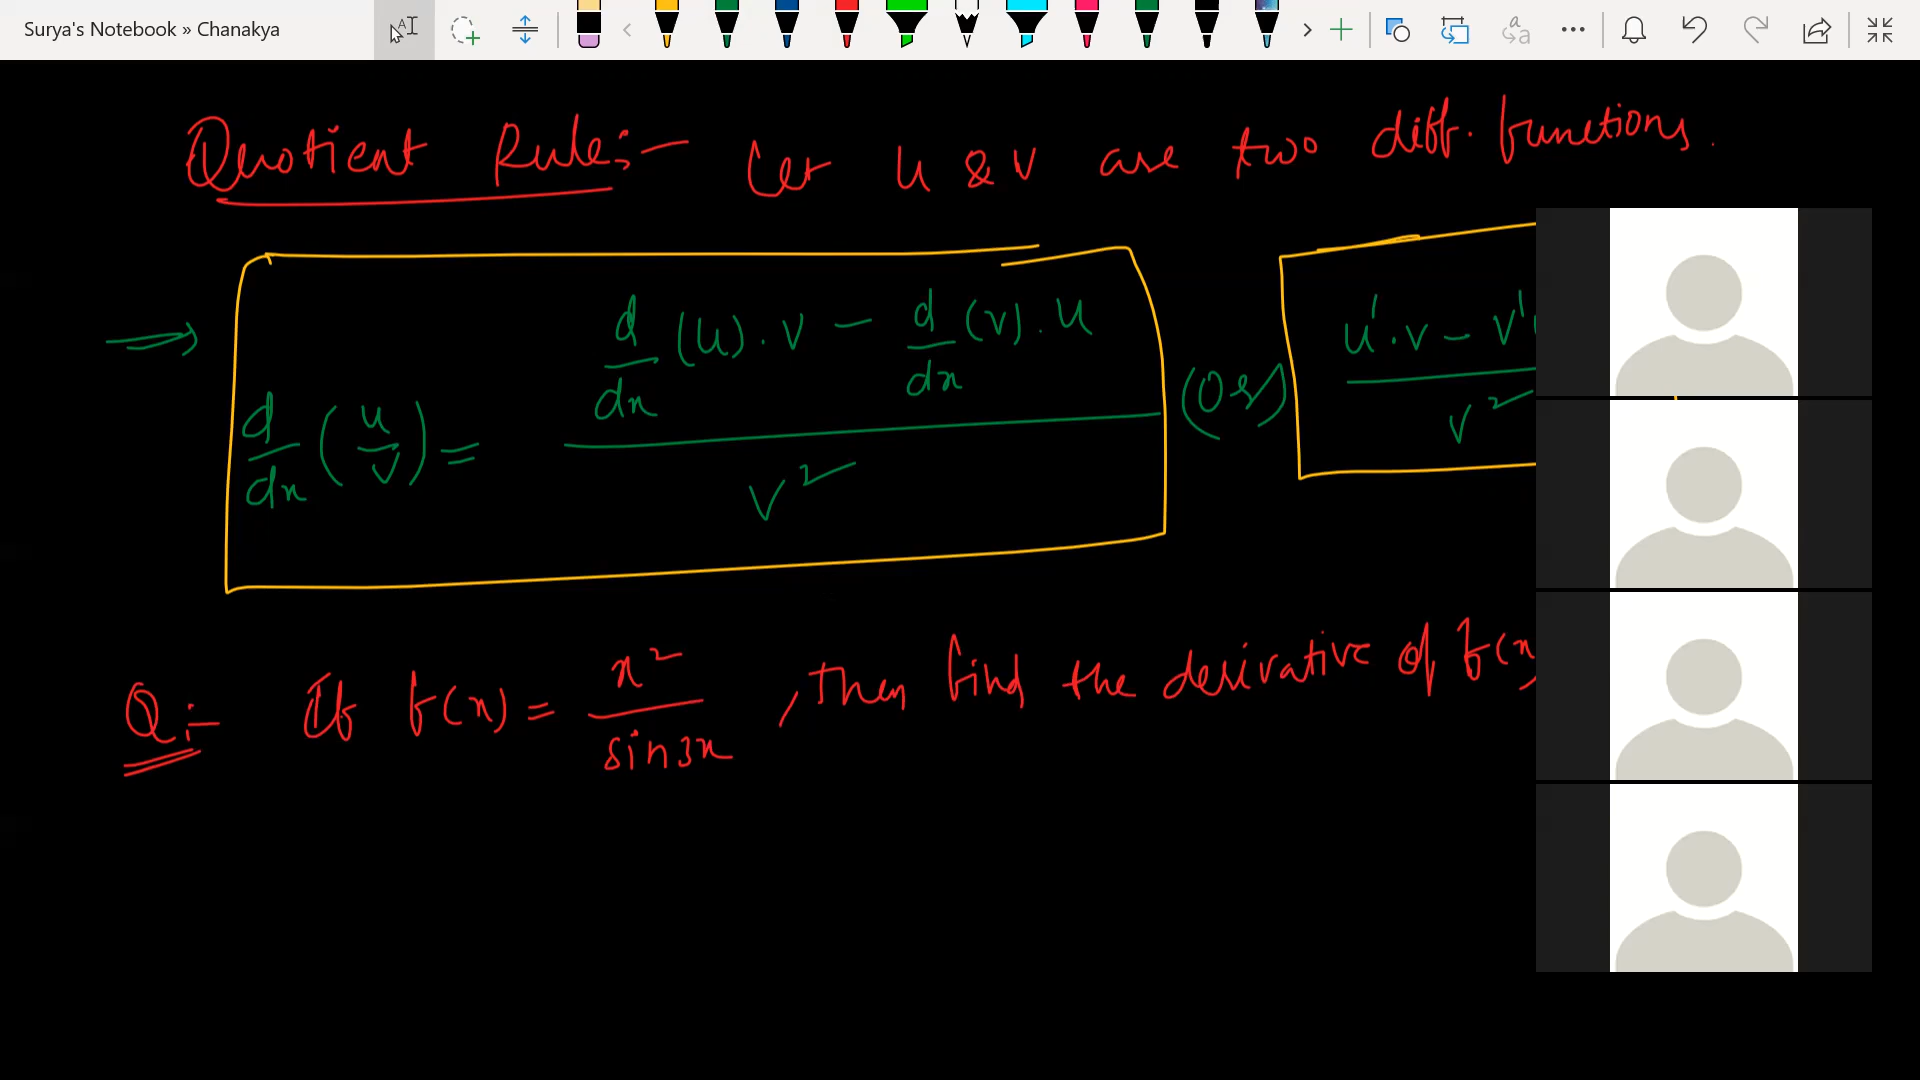 Surya's Notebook » Chanakya
Quotient Rule:- Let u & v are two diff. functions.
⇒ d/dx (u/v) = (d/dx (u) . v - d/dx (v) . u) / v² (or) u' . v - v' / v²
Q:- If f(x) = x² / sin3x , then find the derivative of f(x)